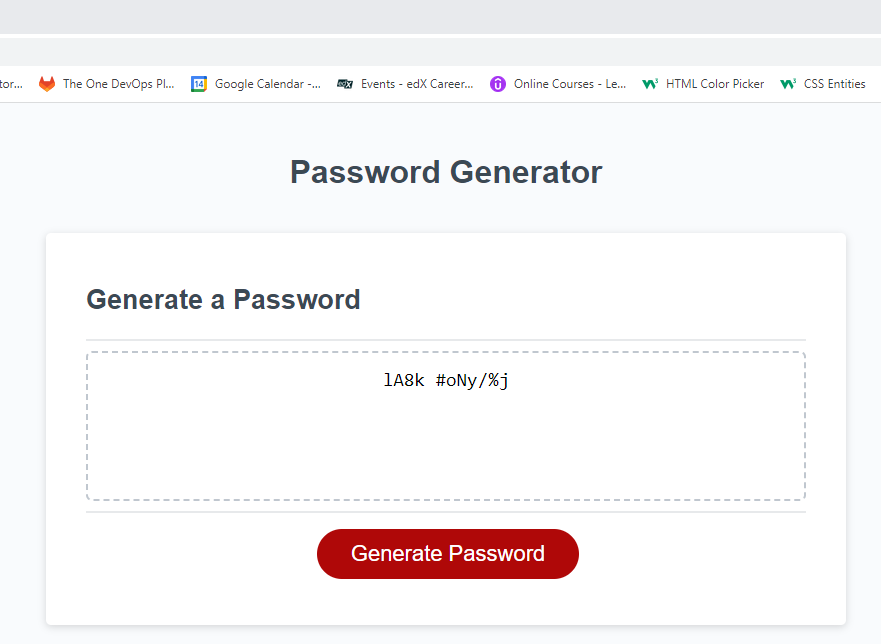 tor... The One DevOps Pl... 14 Google Calendar -... edX Events - edX Career... Online Courses - Le... HTML Color Picker CSS Entities
Password Generator
Generate a Password
lA8k #oNy/%j
Generate Password